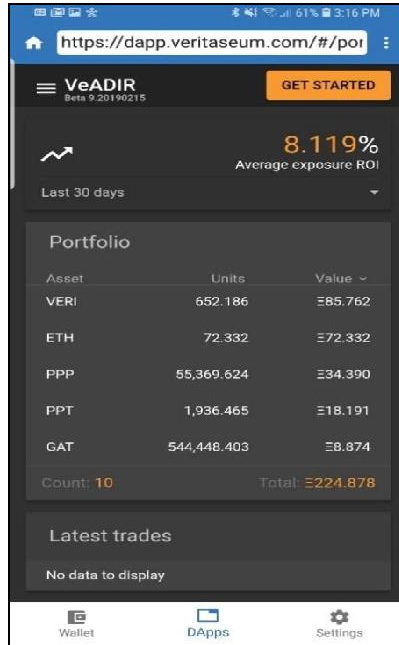 61% 3:16 PM
https://dapp.veritaseum.com/#/por
VeADIR GET STARTED
Beta 9.20190215
8.119%
Average exposure ROI
Last 30 days
Portfolio
Asset Units Value
VERI 652.186 Ξ85.762
ETH 72.332 Ξ72.332
PPP 55,369.624 Ξ34.390
PPT 1,936.465 Ξ18.191
GAT 544,448.403 Ξ8.874
Count: 10 Total: Ξ224.878
Latest trades
No data to display
Wallet DApps Settings